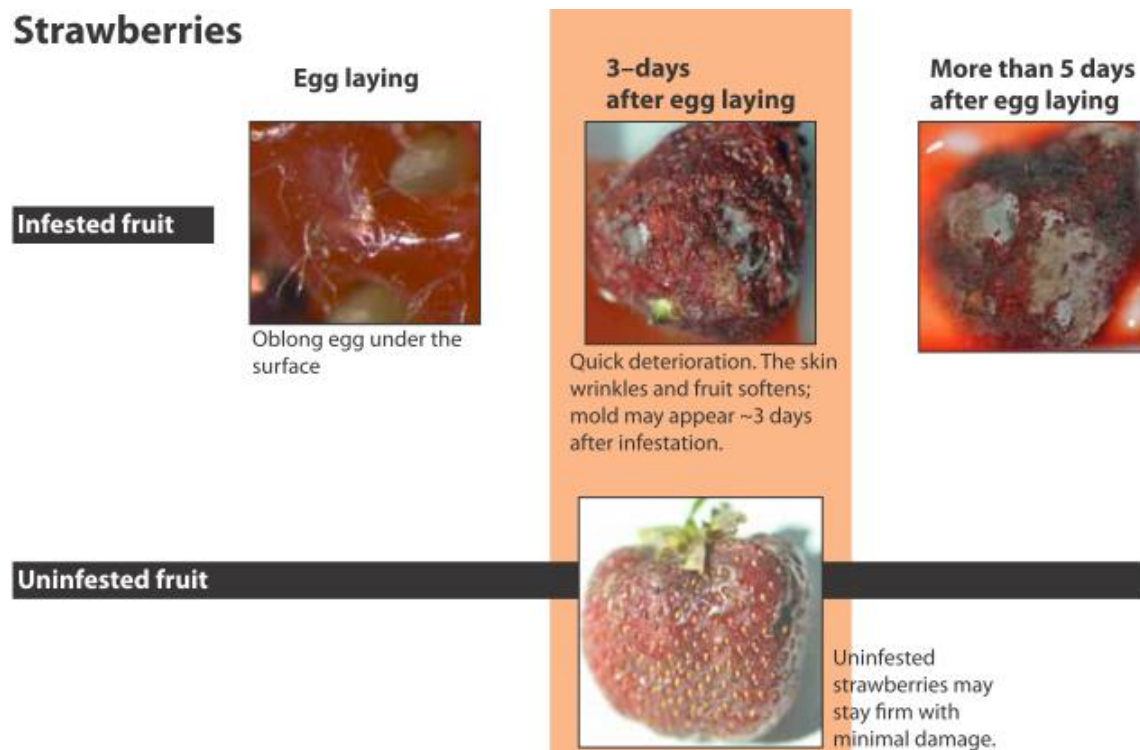 Strawberries
Egg laying
3–days
after egg laying
More than 5 days
after egg laying
Infested fruit
Oblong egg under the
surface
Quick deterioration. The skin
wrinkles and fruit softens;
mold may appear ~3 days
after infestation.
Uninfested fruit
Uninfested
strawberries may
stay firm with
minimal damage.